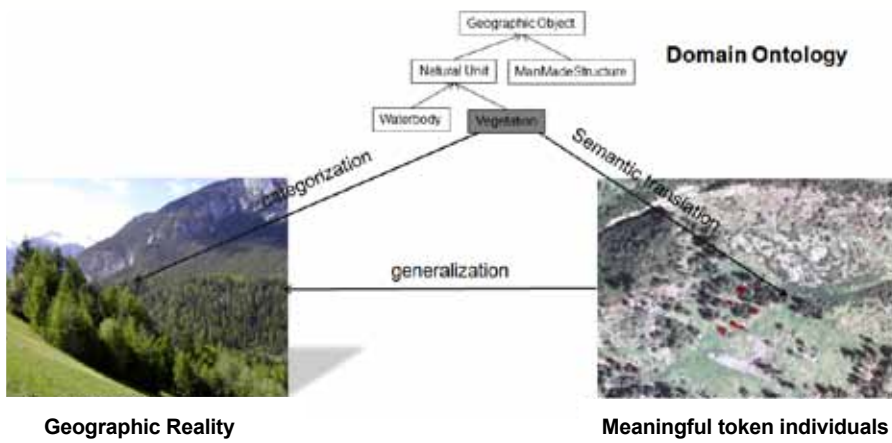 Geographic Object
Domain Ontology
Natural Unit
ManMadeStructure
Waterbody
Vegetation
categorization
Semantic translation
generalization
Geographic Reality
Meaningful token individuals